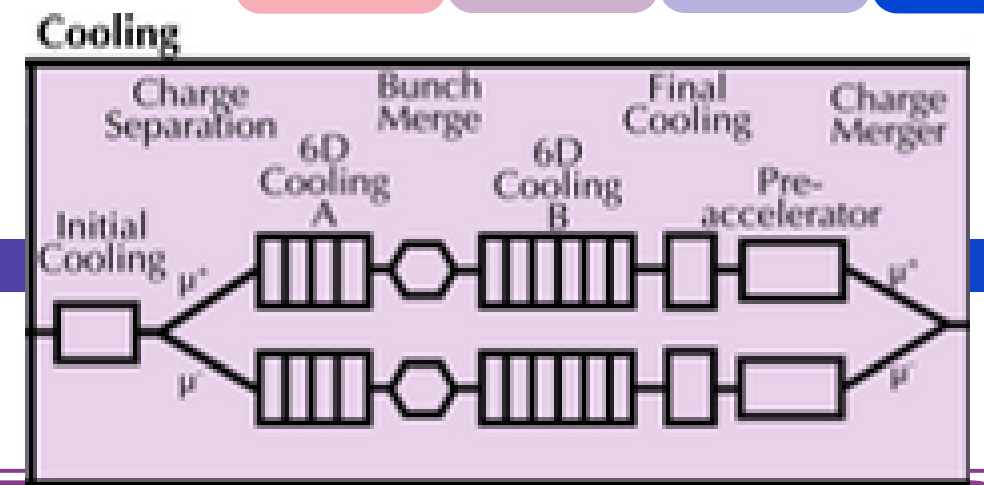 Cooling
Charge
Separation
Bunch
Merge
Final
Cooling
Charge
Merger
6D
Cooling
A
6D
Cooling
B
Pre-
accelerator
Initial
Cooling
μ⁺
μ⁺
μ⁻
μ⁻